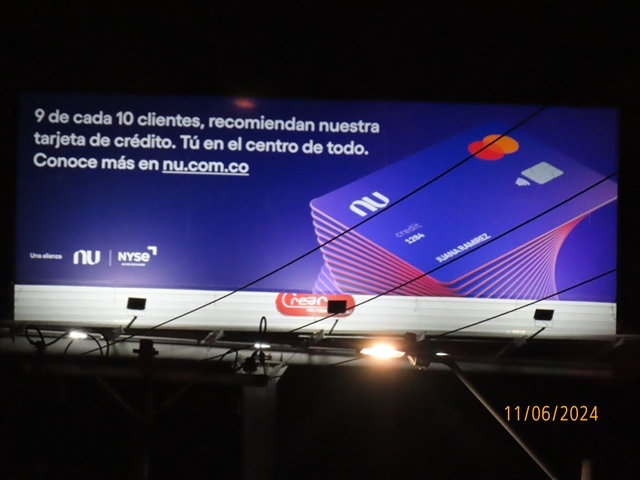 9 de cada 10 clientes, recomiendan nuestra
tarjeta de crédito. Tú en el centro de todo.
Conoce más en nu.com.co
nu
credit
1284
JUANA RAMIREZ
Una alianza nu NYSE
Crear
11/06/2024